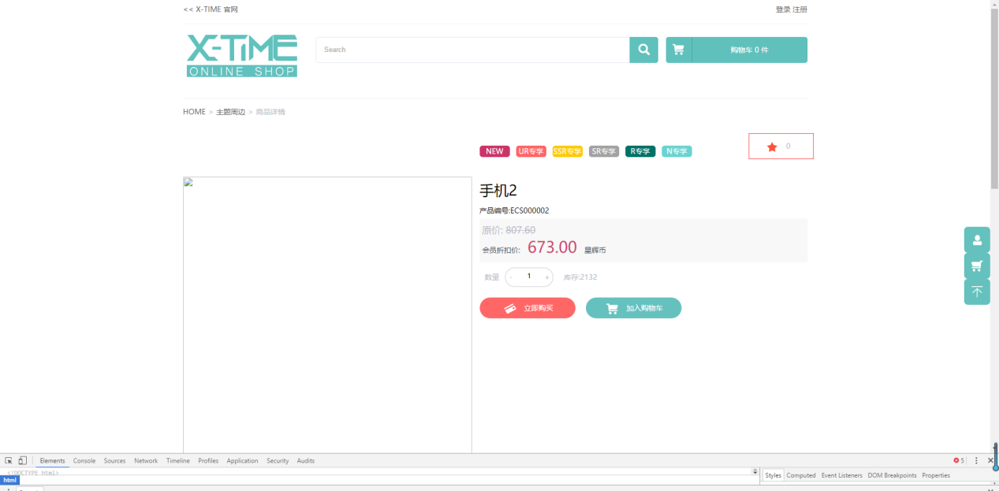 << X-TIME 官网
登录 注册
X-TIME
ONLINE SHOP
Search
购物车 0 件
HOME > 主题周边 > 商品详情
NEW UR专享 SSR专享 SR专享 R专享 N专享
0
手机2
产品编号:ECS000002
原价: 807.60
会员折扣价: 673.00 星辉币
数量 - 1 + 库存:2132
立即购买 加入购物车
Elements Console Sources Network Timeline Profiles Application Security Audits
5
<!DOCTYPE html>
html
Styles Computed Event Listeners DOM Breakpoints Properties